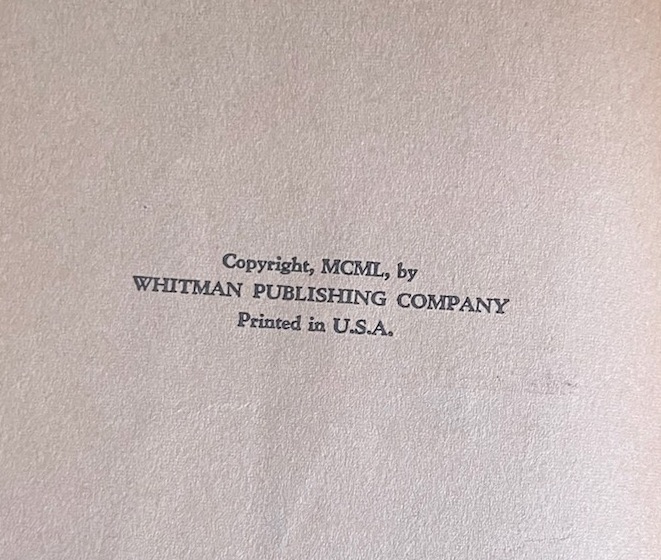 Copyright, MCML, by
WHITMAN PUBLISHING COMPANY
Printed in U.S.A.